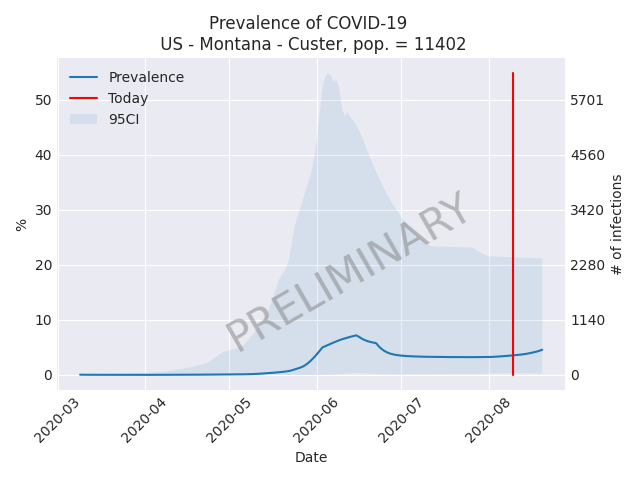 Prevalence of COVID-19
US - Montana - Custer, pop. = 11402
Prevalence
Today
95CI
50
40
30
20
10
0
%
5701
4560
3420
2280
1140
0
# of infections
PRELIMINARY
2020-03
2020-04
2020-05
2020-06
2020-07
2020-08
Date